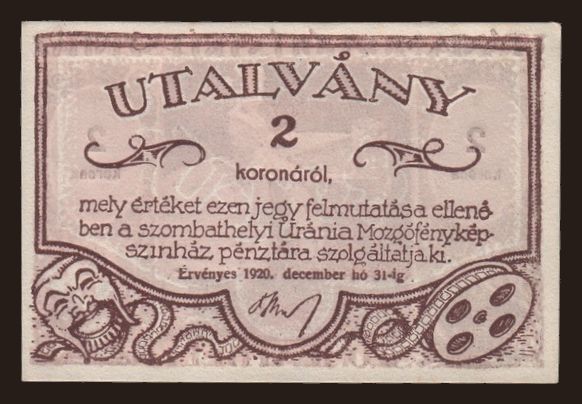 UTALVÁNY
2
koronáról,
mely értéket ezen jegy felmutatása ellené-
ben a szombathelyi Uránia Mozgófénykép-
szinház pénztára szolgáltatja ki.
Érvényes 1920. december hó 31-ig